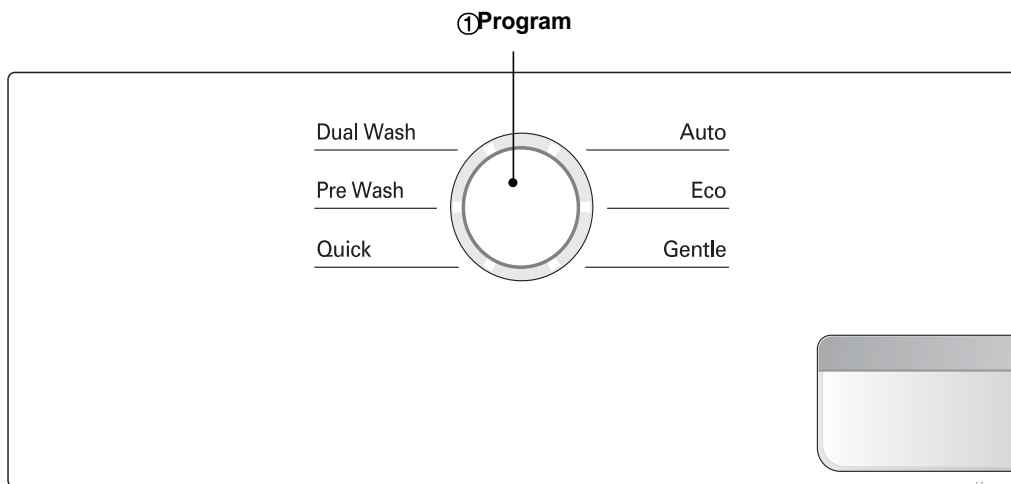 ①Program
Dual Wash
Auto
Pre Wash
Eco
Quick
Gentle